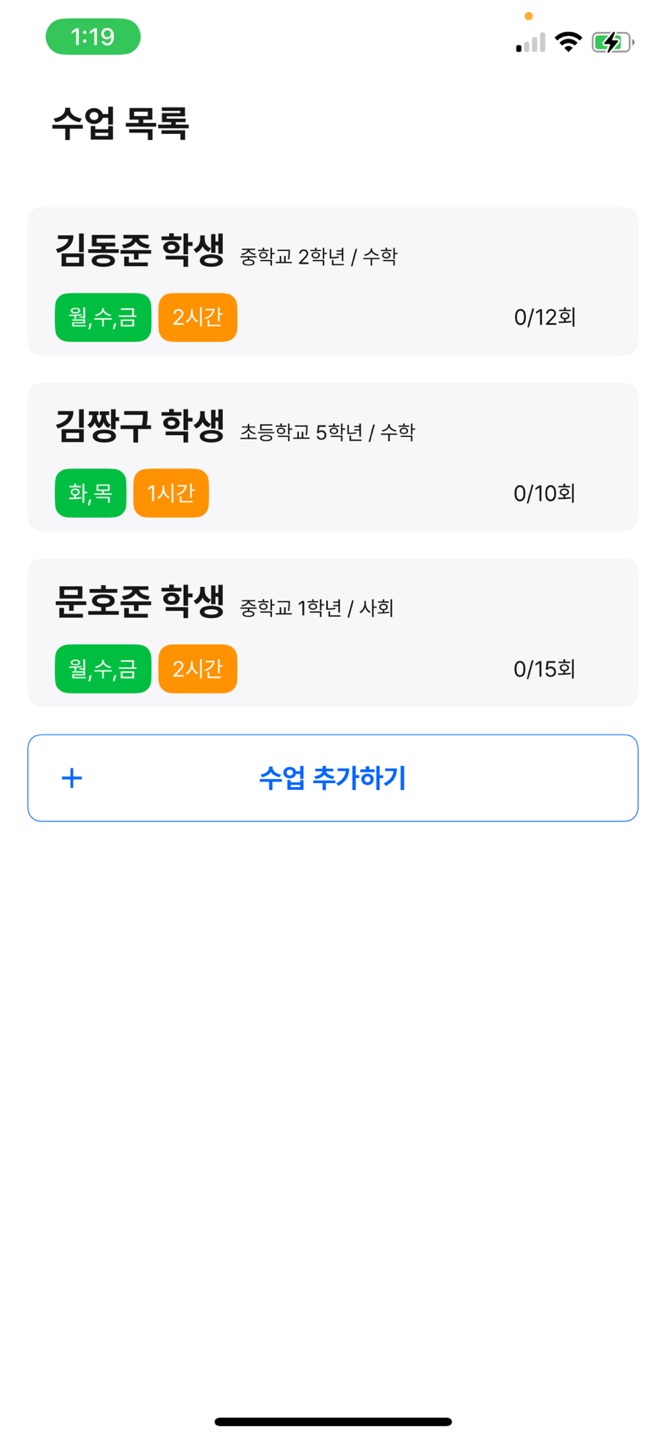 1:19
수업 목록
김동준 학생 중학교 2학년 / 수학
월,수,금 2시간 0/12회
김짱구 학생 초등학교 5학년 / 수학
화,목 1시간 0/10회
문호준 학생 중학교 1학년 / 사회
월,수,금 2시간 0/15회
+ 수업 추가하기